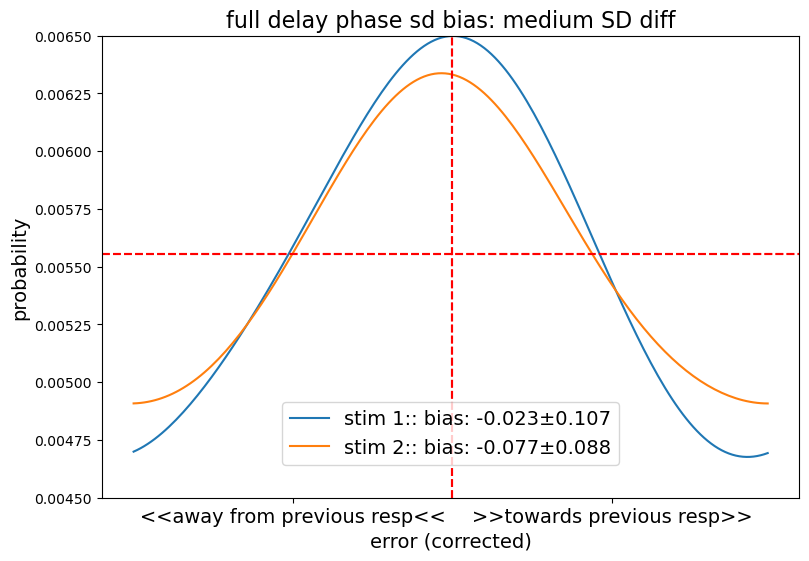 full delay phase sd bias: medium SD diff
0.00650
0.00625
0.00600
0.00575
0.00550
0.00525
0.00500
0.00475
0.00450
probability
stim 1:: bias: -0.023±0.107
stim 2:: bias: -0.077±0.088
<<away from previous resp<<
>>towards previous resp>>
error (corrected)